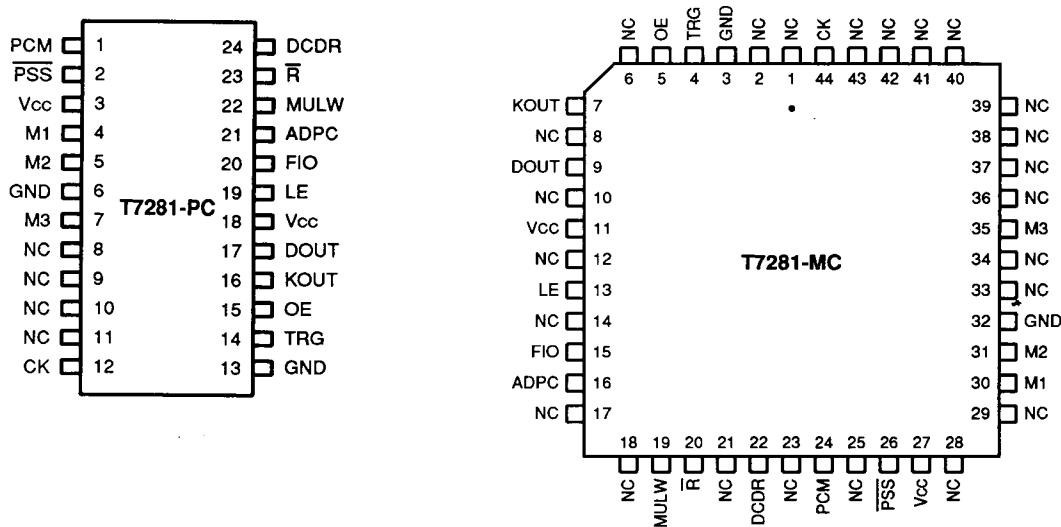 PCM 1 24 DCDR
P̅S̅S̅ 2 23 R̅
Vcc 3 22 MULW
M1 4 21 ADPC
M2 5 20 FIO
GND 6 19 LE
T7281-PC
M3 7 18 Vcc
NC 8 17 DOUT
NC 9 16 KOUT
NC 10 15 OE
NC 11 14 TRG
CK 12 13 GND
NC OE TRG GND NC NC CK NC NC NC NC
6 5 4 3 2 1 44 43 42 41 40
KOUT 7 39 NC
NC 8 38 NC
DOUT 9 37 NC
NC 10 36 NC
Vcc 11 35 M3
NC 12 34 NC
T7281-MC
LE 13 33 NC
NC 14 32 GND
FIO 15 31 M2
ADPC 16 30 M1
NC 17 29 NC
18 19 20 21 22 23 24 25 26 27 28
NC MULW R̅ NC DCDR NC PCM NC P̅S̅S̅ Vcc NC